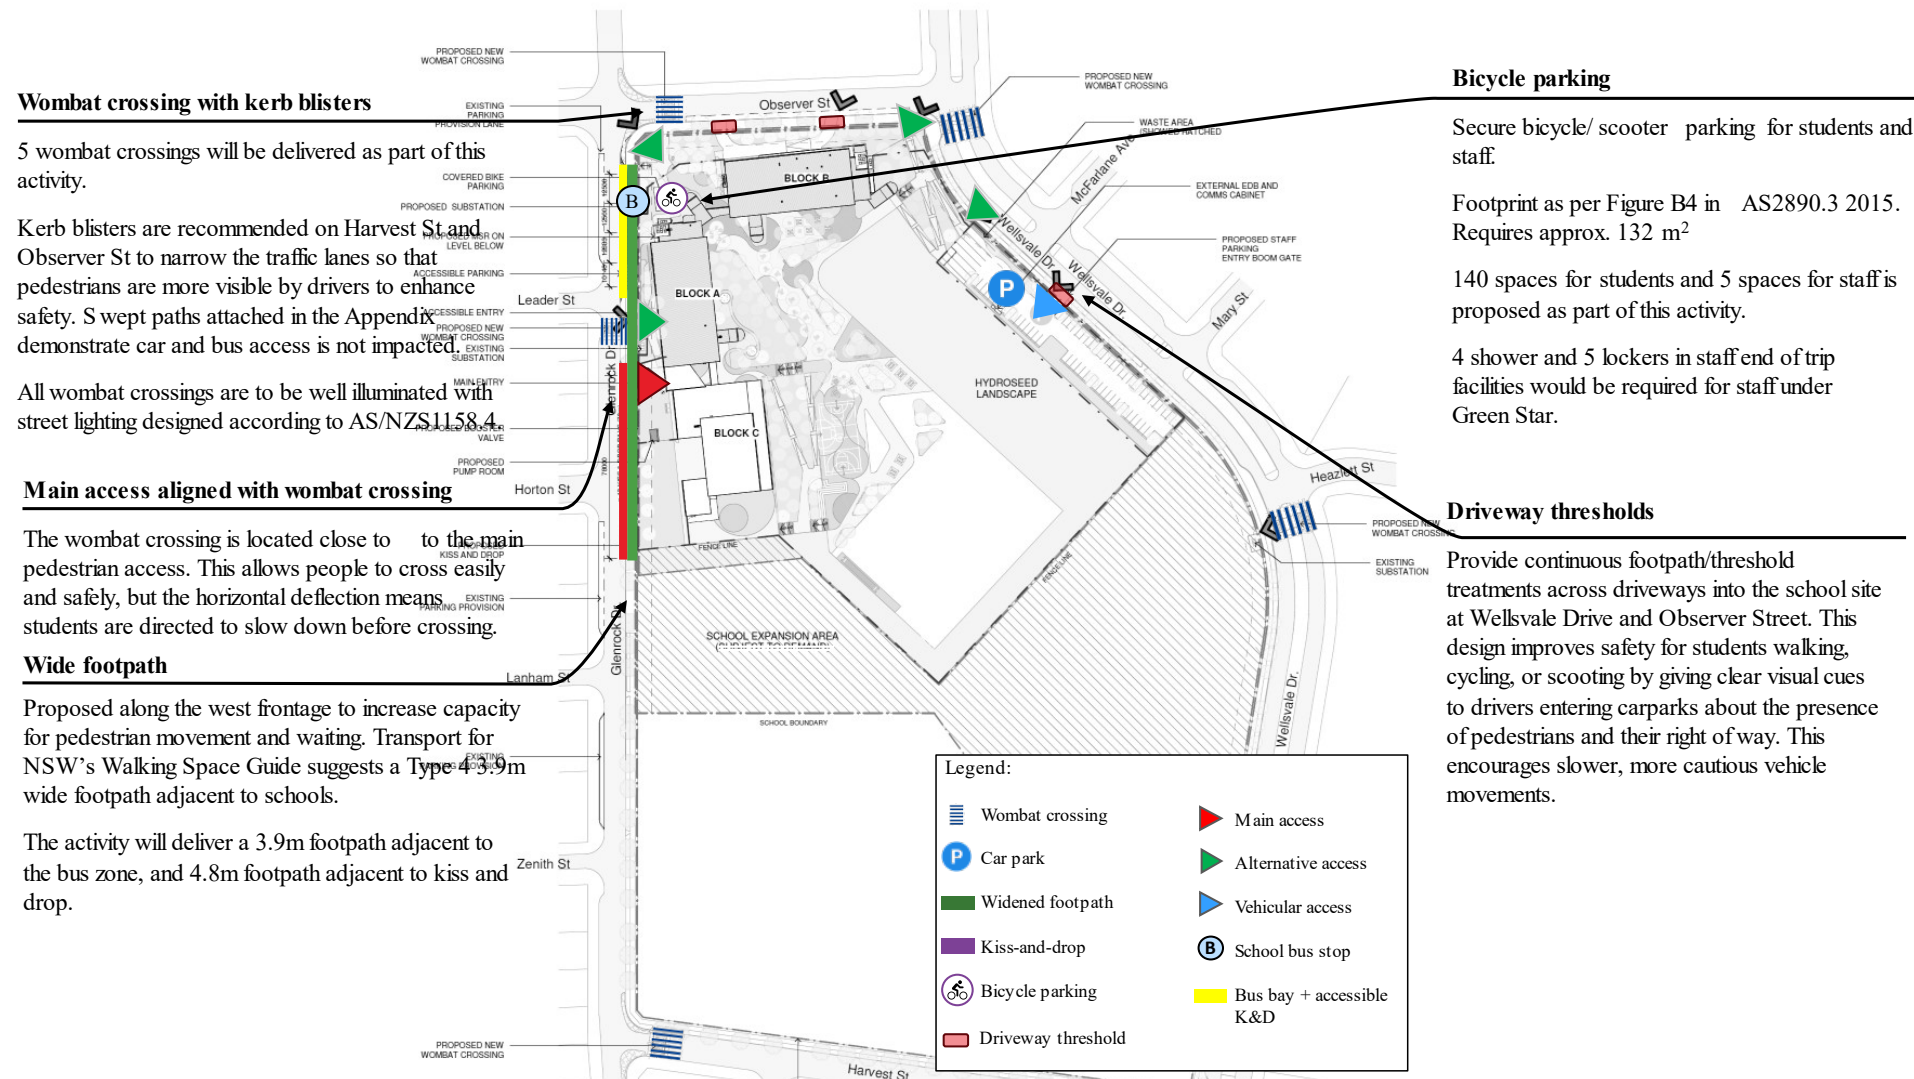 Wombat crossing with kerb blisters
5 wombat crossings will be delivered as part of this
activity.
Kerb blisters are recommended on Harvest St and
Observer St to narrow the traffic lanes so that
pedestrians are more visible by drivers to enhance
safety. Swept paths attached in the Appendix
demonstrate car and bus access is not impacted.
All wombat crossings are to be well illuminated with
street lighting designed according to AS/NZS1158.4.
Main access aligned with wombat crossing
The wombat crossing is located close to to the main
pedestrian access. This allows people to cross easily
and safely, but the horizontal deflection means
students are directed to slow down before crossing.
Wide footpath
Proposed along the west frontage to increase capacity
for pedestrian movement and waiting. Transport for
NSW's Walking Space Guide suggests a Type 4 3.9m
wide footpath adjacent to schools.
The activity will deliver a 3.9m footpath adjacent to
the bus zone, and 4.8m footpath adjacent to kiss and
drop.
PROPOSED NEW
WOMBAT CROSSING
EXISTING
PARKING
PROVISION LANE
COVERED BIKE
PARKING
PROPOSED SUBSTATION
PROPOSED MSR ON
LEVEL BELOW
ACCESSIBLE PARKING
Leader St
ACCESSIBLE ENTRY
PROPOSED NEW
WOMBAT CROSSING
EXISTING
SUBSTATION
MAIN ENTRY
PROPOSED BOOSTER
VALVE
PROPOSED
PUMP ROOM
Horton St
PROPOSED
KISS AND DROP
EXISTING
PARKING PROVISION
Lanham St
EXISTING
PARKING PROVISION
Zenith St
PROPOSED NEW
WOMBAT CROSSING
Glenrock Dr
Glenrock Dr.
Observer St
BLOCK B
B
BLOCK A
BLOCK C
P
HYDROSEED
LANDSCAPE
FENCE LINE
FENCE LINE
SCHOOL EXPANSION AREA
(SUBJECT TO DEMAND)
SCHOOL BOUNDARY
Harvest St
PROPOSED NEW
WOMBAT CROSSING
WASTE AREA
McFarlane Ave
EXTERNAL EDB AND
COMMS CABINET
PROPOSED STAFF
PARKING
ENTRY BOOM GATE
Wellsvale Dr.
Wellsvale Dr.
Mary St
Heazlett St
PROPOSED NEW
WOMBAT CROSSING
EXISTING
SUBSTATION
Wellsvale Dr.
Legend:
Wombat crossing
P
Car park
Widened footpath
Kiss-and-drop
Bicycle parking
Driveway threshold
Main access
Alternative access
Vehicular access
B
School bus stop
Bus bay + accessible
K&D
Bicycle parking
Secure bicycle/ scooter parking for students and
staff.
Footprint as per Figure B4 in AS2890.3 2015.
Requires approx. 132 m²
140 spaces for students and 5 spaces for staff is
proposed as part of this activity.
4 shower and 5 lockers in staff end of trip
facilities would be required for staff under
Green Star.
Driveway thresholds
Provide continuous footpath/threshold
treatments across driveways into the school site
at Wellsvale Drive and Observer Street. This
design improves safety for students walking,
cycling, or scooting by giving clear visual cues
to drivers entering carparks about the presence
of pedestrians and their right of way. This
encourages slower, more cautious vehicle
movements.